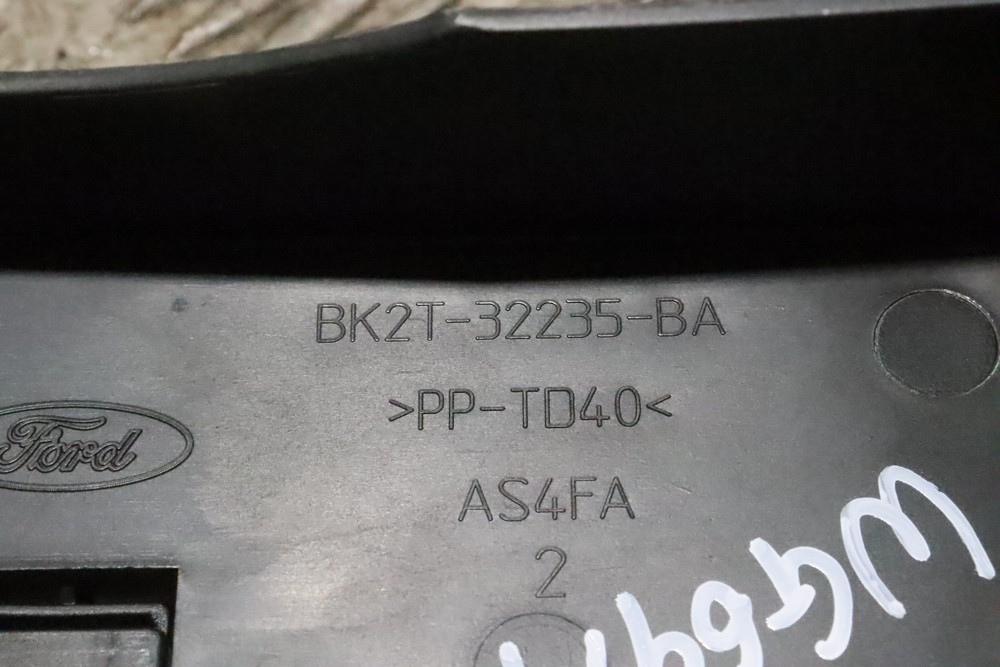 BK2T-32235-BA
>PP-TD40<
Ford
AS4FA
2